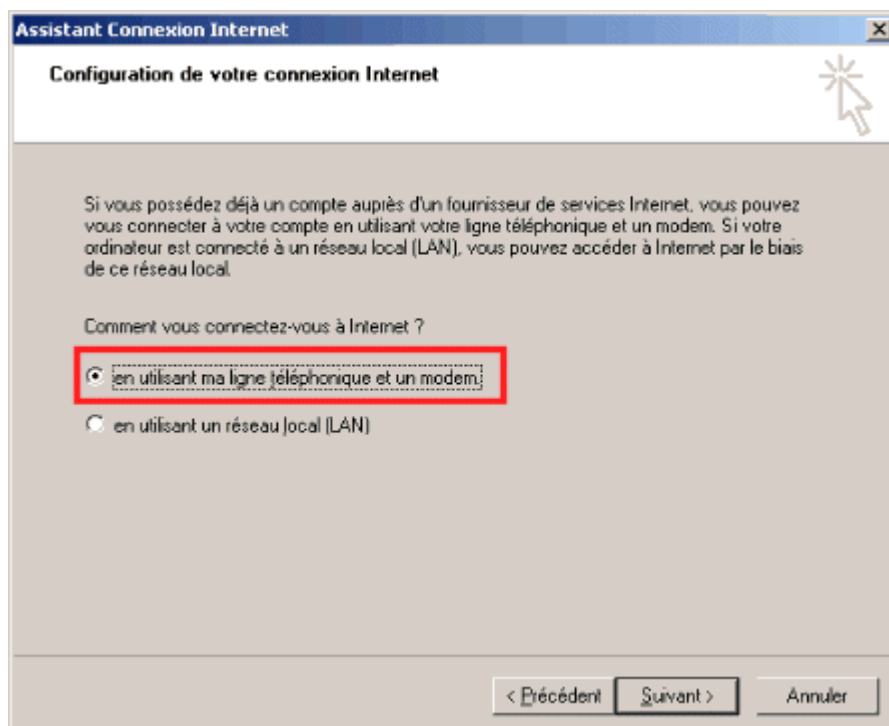 Assistant Connexion Internet
Configuration de votre connexion Internet
Si vous possédez déjà un compte auprès d'un fournisseur de services Internet, vous pouvez
vous connecter à votre compte en utilisant votre ligne téléphonique et un modem. Si votre
ordinateur est connecté à un réseau local (LAN), vous pouvez accéder à Internet par le biais
de ce réseau local.
Comment vous connectez-vous à Internet ?
en utilisant ma ligne téléphonique et un modem.
en utilisant un réseau local (LAN)
< Précédent Suivant > Annuler